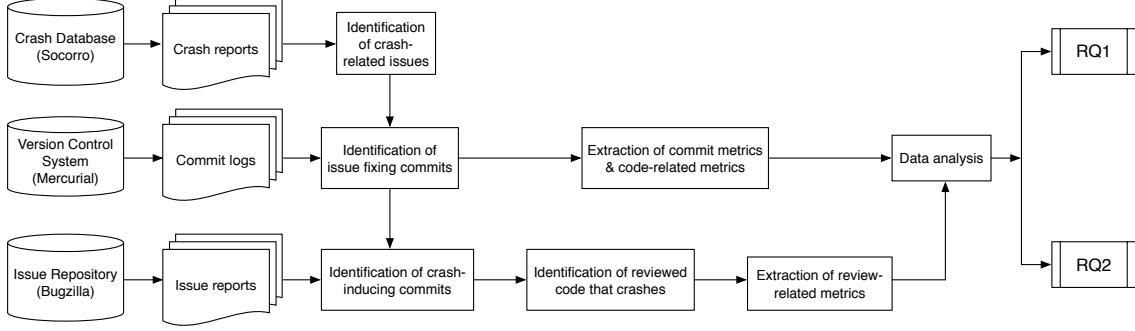 Crash Database
(Socorro)
Crash reports
Identification
of crash-
related issues
RQ1
Version Control
System
(Mercurial)
Commit logs
Identification of
issue fixing commits
Extraction of commit metrics
& code-related metrics
Data analysis
Issue Repository
(Bugzilla)
Issue reports
Identification of crash-
inducing commits
Identification of reviewed
code that crashes
Extraction of review-
related metrics
RQ2